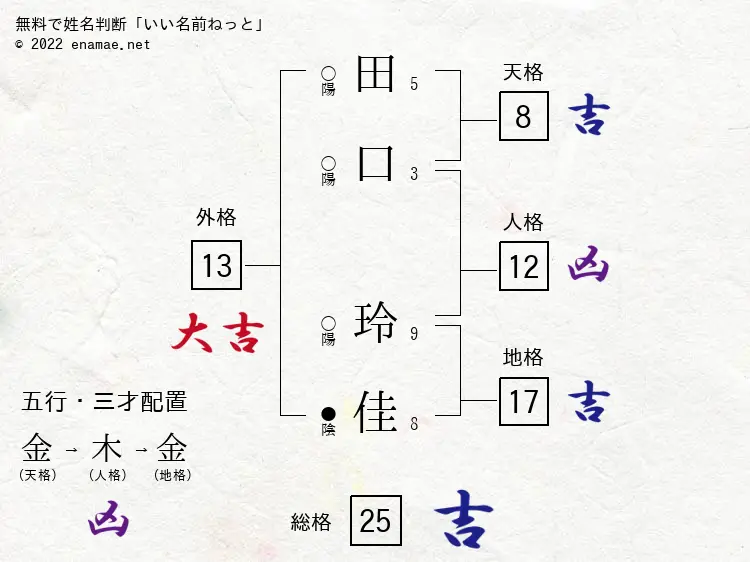 無料で姓名判断「いい名前ねっと」
© 2022 enamae.net
田 5
○陽
口 3
○陽
玲 9
○陽
佳 8
●陰
天格
8 吉
人格
12 凶
地格
17 吉
外格
13
大吉
五行・三才配置
金→木→金
(天格) (人格) (地格)
凶
総格 25 吉